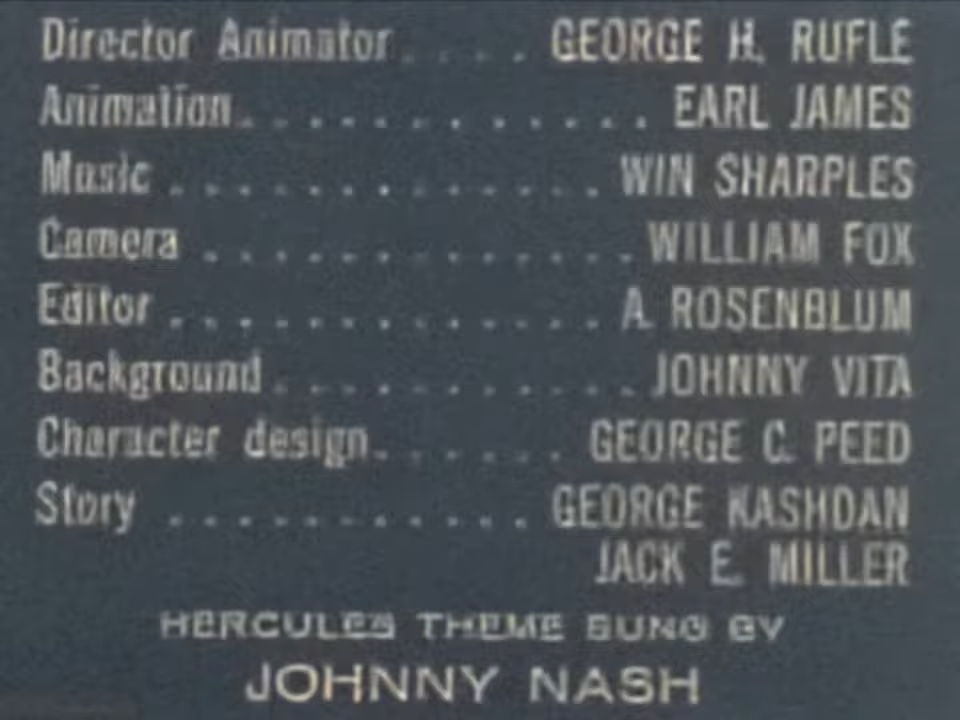 Director Animator . . . . GEORGE H. RUFLE
Animation . . . . . . . . . . . . EARL JAMES
Music . . . . . . . . . . . . . WIN SHARPLES
Camera . . . . . . . . . . . . . WILLIAM FOX
Editor . . . . . . . . . . . . . A. ROSENBLUM
Background . . . . . . . . . . . JOHNNY VITA
Character design . . . . . . GEORGE C. PEED
Story . . . . . . . . . . . GEORGE KASHDAN
JACK E. MILLER
HERCULES THEME SUNG BY
JOHNNY NASH